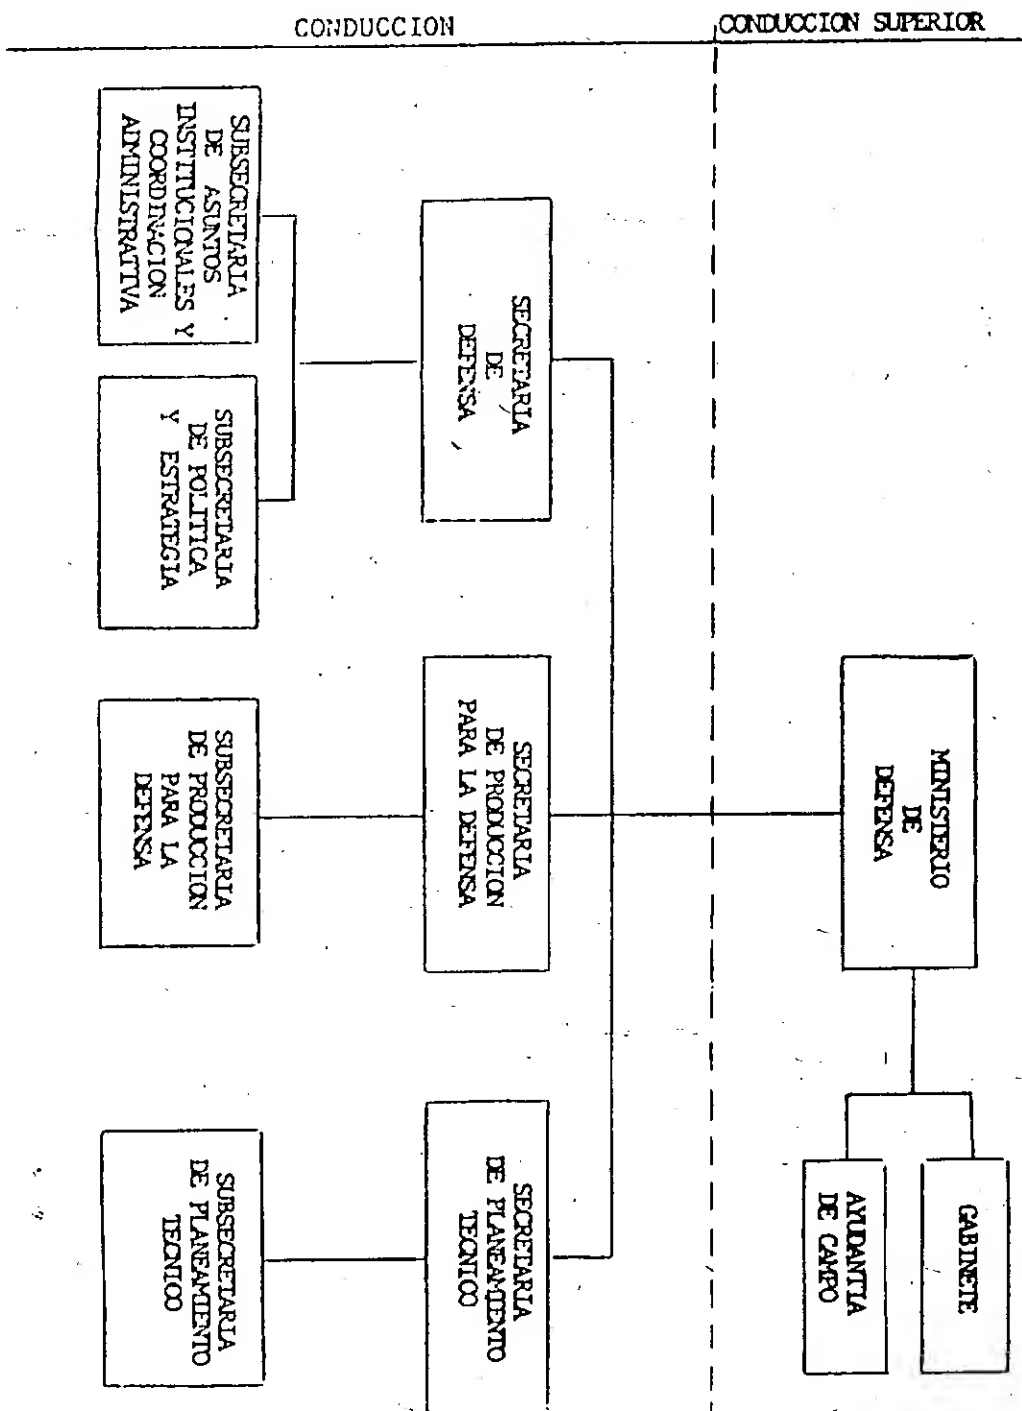 CONDUCCION SUPERIOR
CONDUCCION
MINISTERIO
DE
DEFENSA
GABINETE
AYUDANTIA
DE CAMPO
SECRETARIA
DE
DEFENSA
SECRETARIA
DE PRODUCCION
PARA LA DEFENSA
SECRETARIA
DE PLANEAMIENTO
TECNICO
SUBSECRETARIA
DE ASUNTOS
INSTITUCIONALES Y
COORDINACION
ADMINISTRATIVA
SUBSECRETARIA
DE POLITICA
Y ESTRATEGIA
SUBSECRETARIA
DE PRODUCCION
PARA LA
DEFENSA
SUBSECRETARIA
DE PLANEAMIENTO
TECNICO